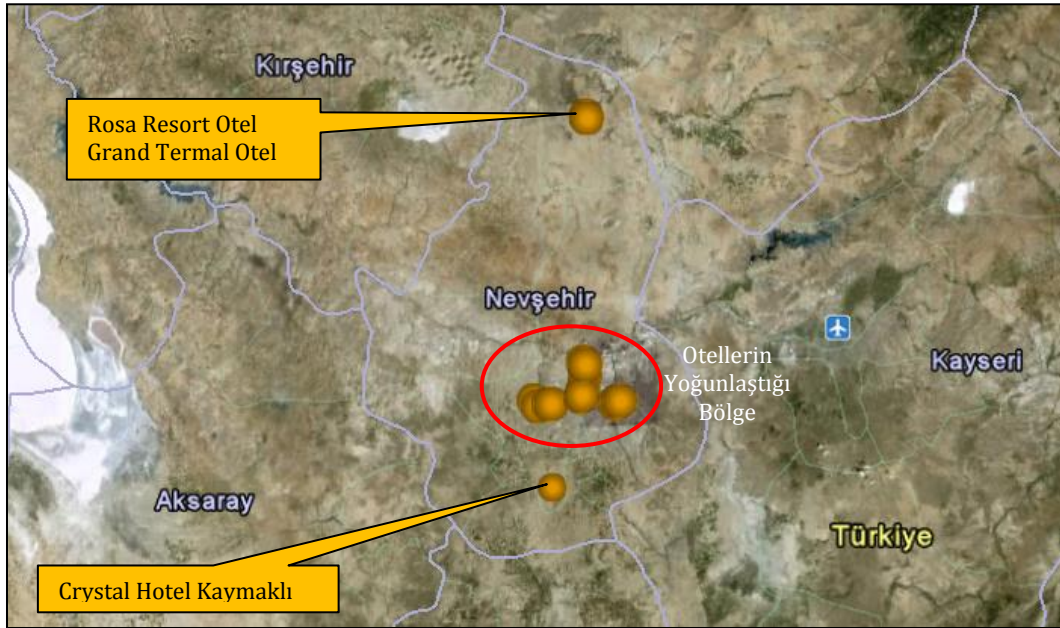 Kırşehir
Rosa Resort Otel
Grand Termal Otel
Nevşehir
Otellerin
Yoğunlaştığı
Bölge
Kayseri
Aksaray
Türkiye
Crystal Hotel Kaymaklı